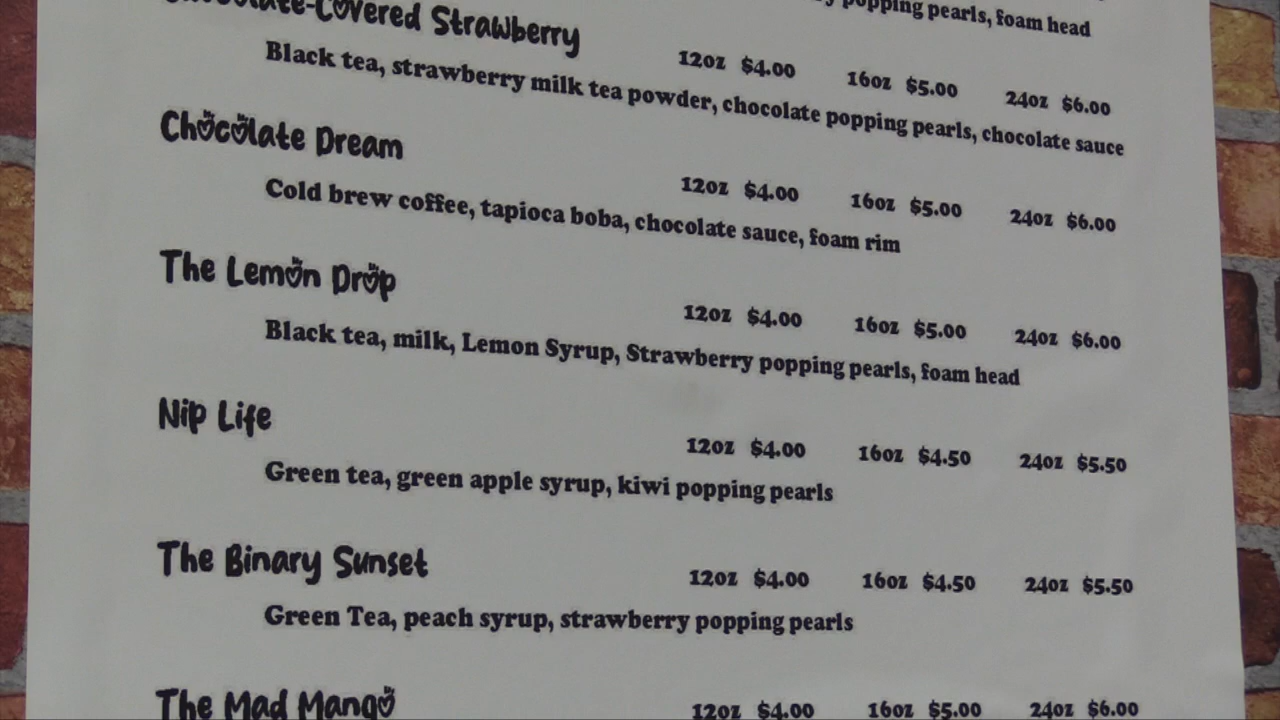 popping pearls, foam head
Chocolate-Covered Strawberry
12oz $4.00 16oz $5.00 24oz $6.00
Black tea, strawberry milk tea powder, chocolate popping pearls, chocolate sauce
Chocolate Dream
12oz $4.00 16oz $5.00 24oz $6.00
Cold brew coffee, tapioca boba, chocolate sauce, foam rim
The Lemon Drop
12oz $4.00 16oz $5.00 24oz $6.00
Black tea, milk, Lemon Syrup, Strawberry popping pearls, foam head
Nip Life
12oz $4.00 16oz $4.50 24oz $5.50
Green tea, green apple syrup, kiwi popping pearls
The Binary Sunset
12oz $4.00 16oz $4.50 24oz $5.50
Green Tea, peach syrup, strawberry popping pearls
The Mad Mango
12oz $4.00 16oz $5.00 24oz $6.00